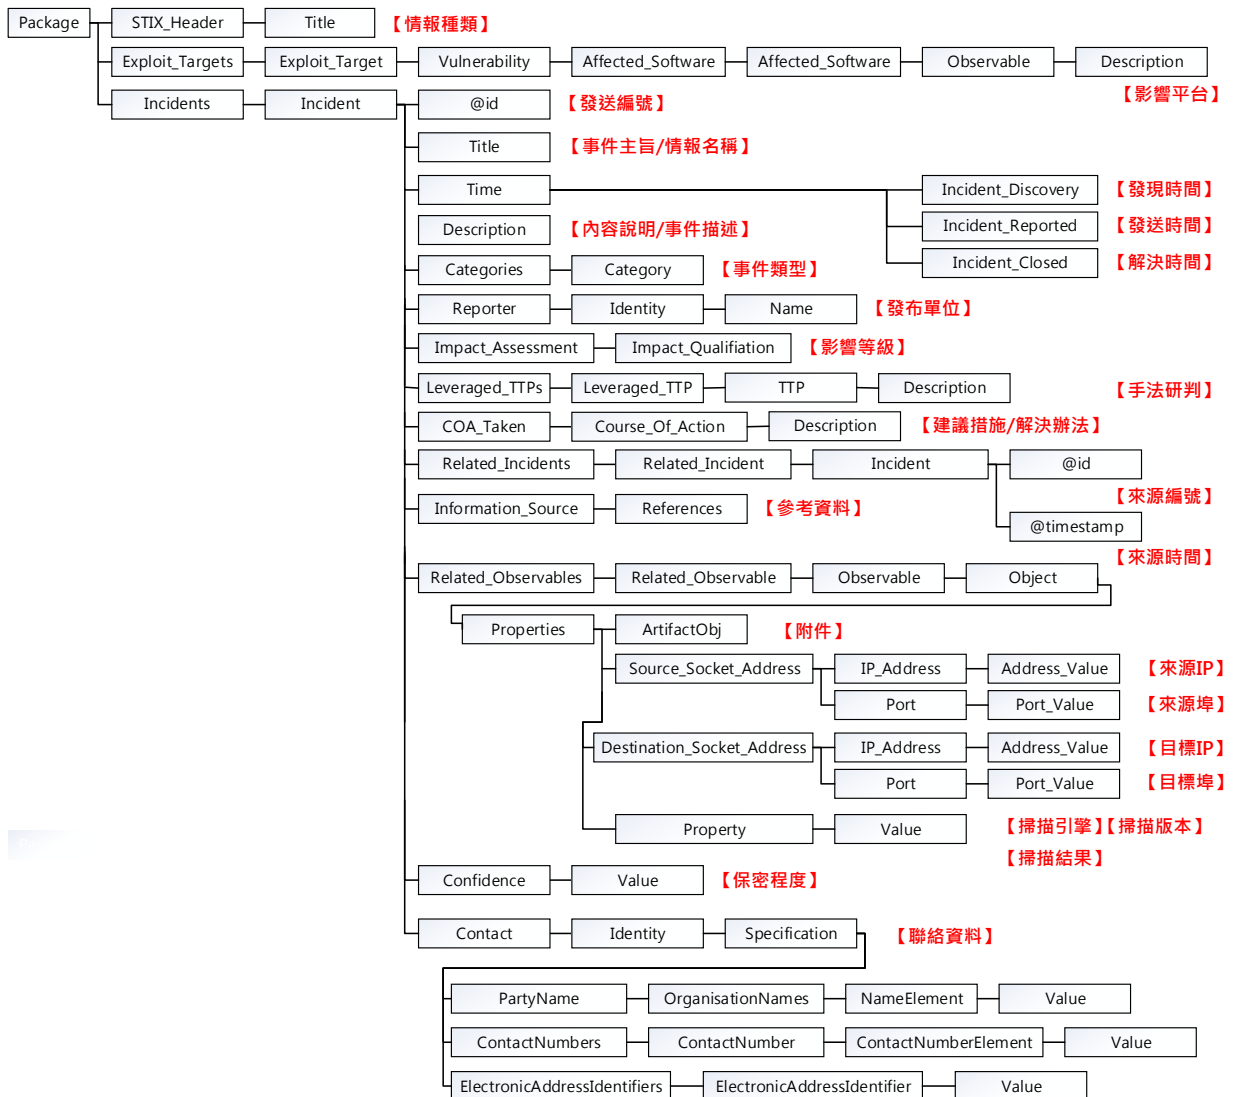 Package STIX_Header Title 【情報種類】
Exploit_Targets Exploit_Target Vulnerability Affected_Software Affected_Software Observable Description
【影響平台】
Incidents Incident @id 【發送編號】
Title 【事件主旨/情報名稱】
Time Incident_Discovery 【發現時間】
Description 【內容說明/事件描述】 Incident_Reported 【發送時間】
Incident_Closed 【解決時間】
Categories Category 【事件類型】
Reporter Identity Name 【發布單位】
Impact_Assessment Impact_Qualifiation 【影響等級】
Leveraged_TTPs Leveraged_TTP TTP Description 【手法研判】
COA_Taken Course_Of_Action Description 【建議措施/解決辦法】
Related_Incidents Related_Incident Incident @id
【來源編號】
Information_Source References 【參考資料】
@timestamp
【來源時間】
Related_Observables Related_Observable Observable Object
Properties ArtifactObj 【附件】
Source_Socket_Address IP_Address Address_Value 【來源IP】
Port Port_Value 【來源埠】
Destination_Socket_Address IP_Address Address_Value 【目標IP】
Port Port_Value 【目標埠】
Property Value 【掃描引擎】【掃描版本】
【掃描結果】
Confidence Value 【保密程度】
Contact Identity Specification 【聯絡資料】
PartyName OrganisationNames NameElement Value
ContactNumbers ContactNumber ContactNumberElement Value
ElectronicAddressIdentifiers ElectronicAddressIdentifier Value